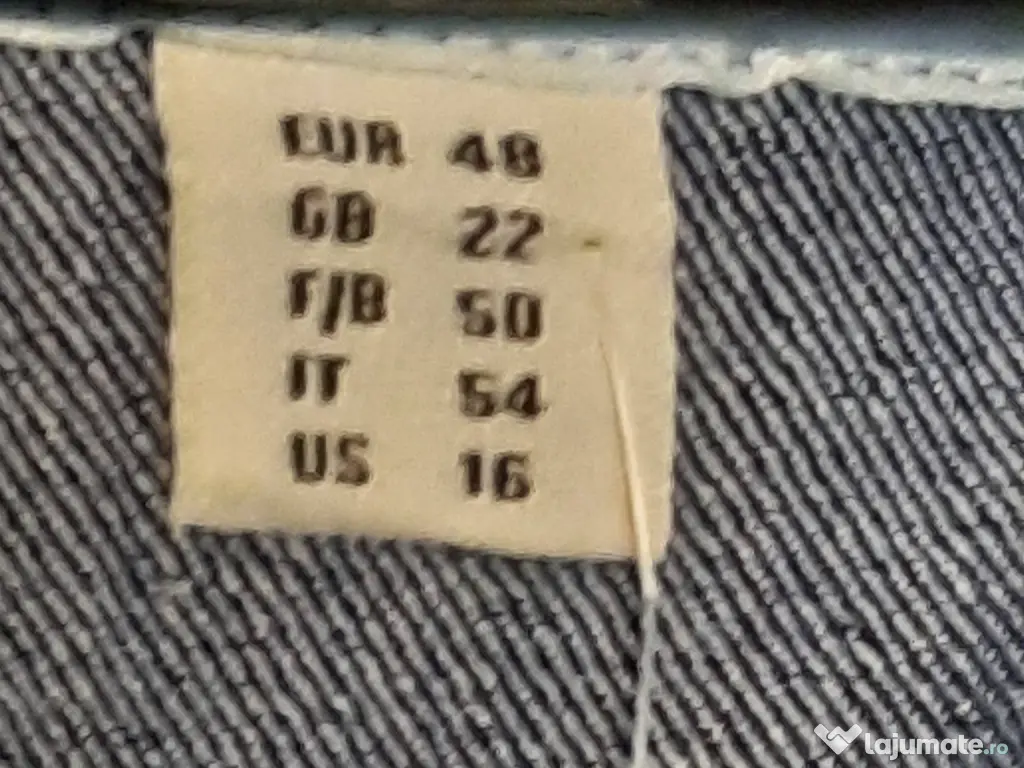 EUR 48
GB 22
F/B 50
IT 54
US 16
lajumate.ro